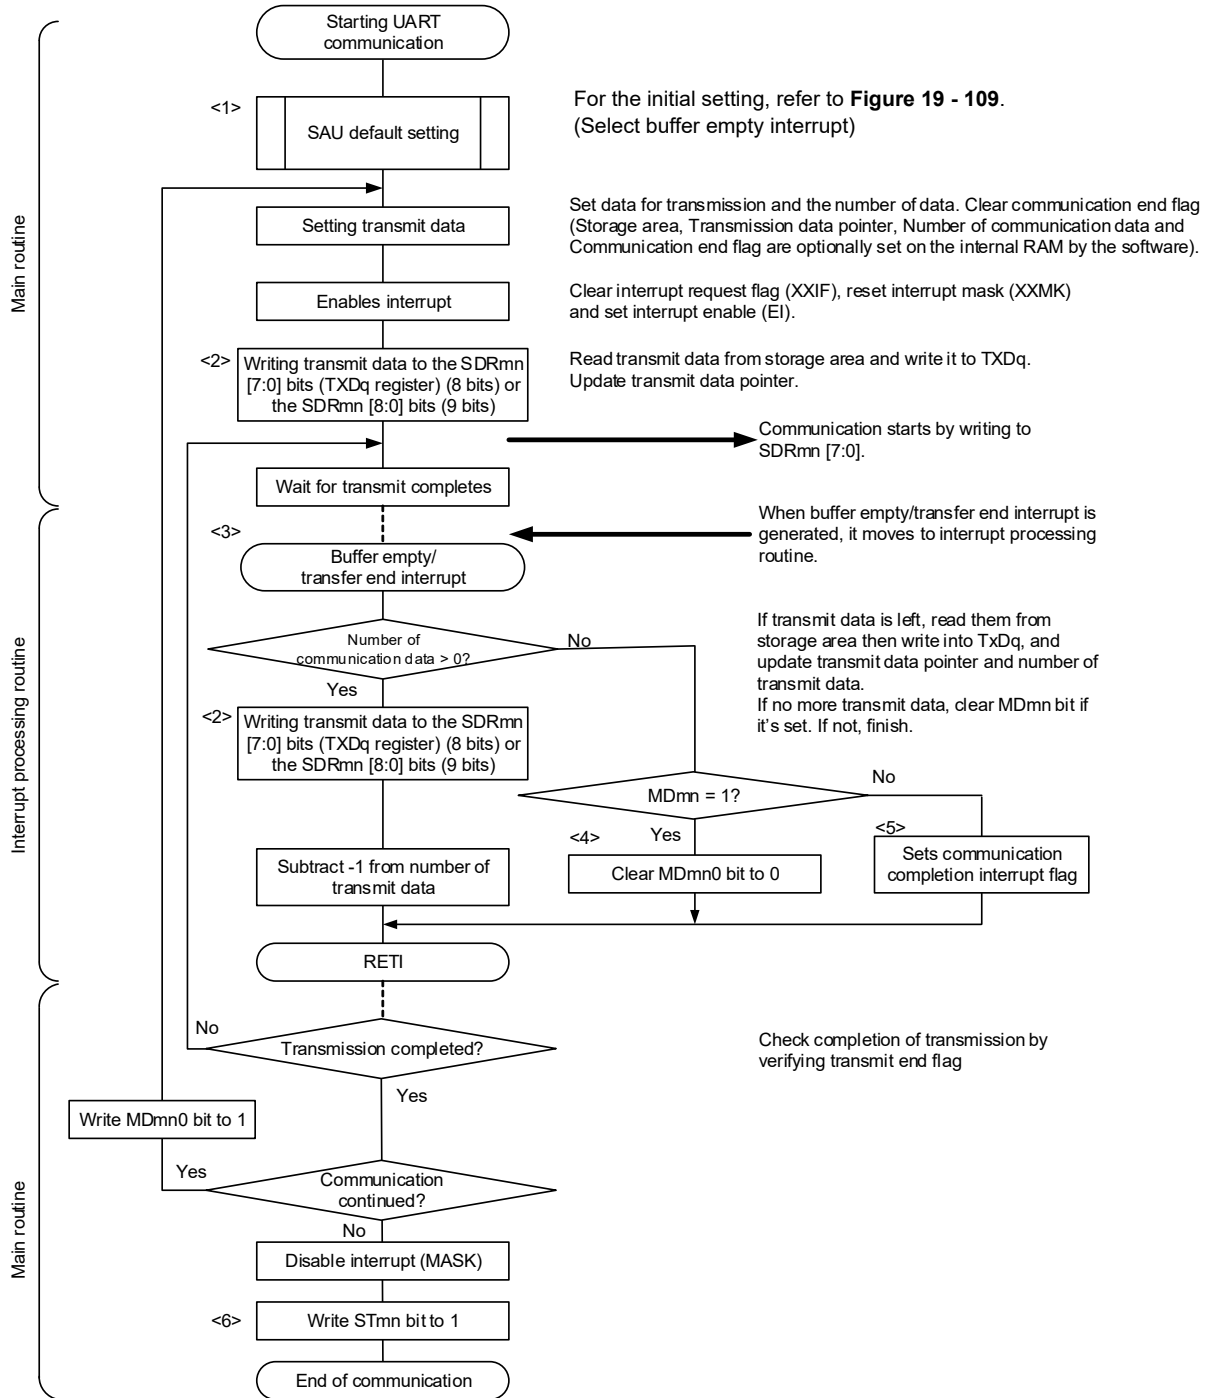 Starting UART
communication
<1>
SAU default setting
For the initial setting, refer to Figure 19 - 109.
(Select buffer empty interrupt)
Main routine
Setting transmit data
Set data for transmission and the number of data. Clear communication end flag
(Storage area, Transmission data pointer, Number of communication data and
Communication end flag are optionally set on the internal RAM by the software).
Enables interrupt
Clear interrupt request flag (XXIF), reset interrupt mask (XXMK)
and set interrupt enable (EI).
<2>
Writing transmit data to the SDRmn
[7:0] bits (TXDq register) (8 bits) or
the SDRmn [8:0] bits (9 bits)
Read transmit data from storage area and write it to TXDq.
Update transmit data pointer.
Communication starts by writing to
SDRmn [7:0].
Wait for transmit completes
<3>
When buffer empty/transfer end interrupt is
generated, it moves to interrupt processing
routine.
Buffer empty/
transfer end interrupt
Interrupt processing routine
Number of
communication data > 0?
No
Yes
If transmit data is left, read them from
storage area then write into TxDq, and
update transmit data pointer and number of
transmit data.
If no more transmit data, clear MDmn bit if
it's set. If not, finish.
<2>
Writing transmit data to the SDRmn
[7:0] bits (TXDq register) (8 bits) or
the SDRmn [8:0] bits (9 bits)
MDmn = 1?
No
Yes
<4>
Clear MDmn0 bit to 0
<5>
Sets communication
completion interrupt flag
Subtract -1 from number of
transmit data
RETI
Main routine
No
Transmission completed?
Yes
Check completion of transmission by
verifying transmit end flag
Write MDmn0 bit to 1
Yes
Communication
continued?
No
Disable interrupt (MASK)
<6>
Write STmn bit to 1
End of communication